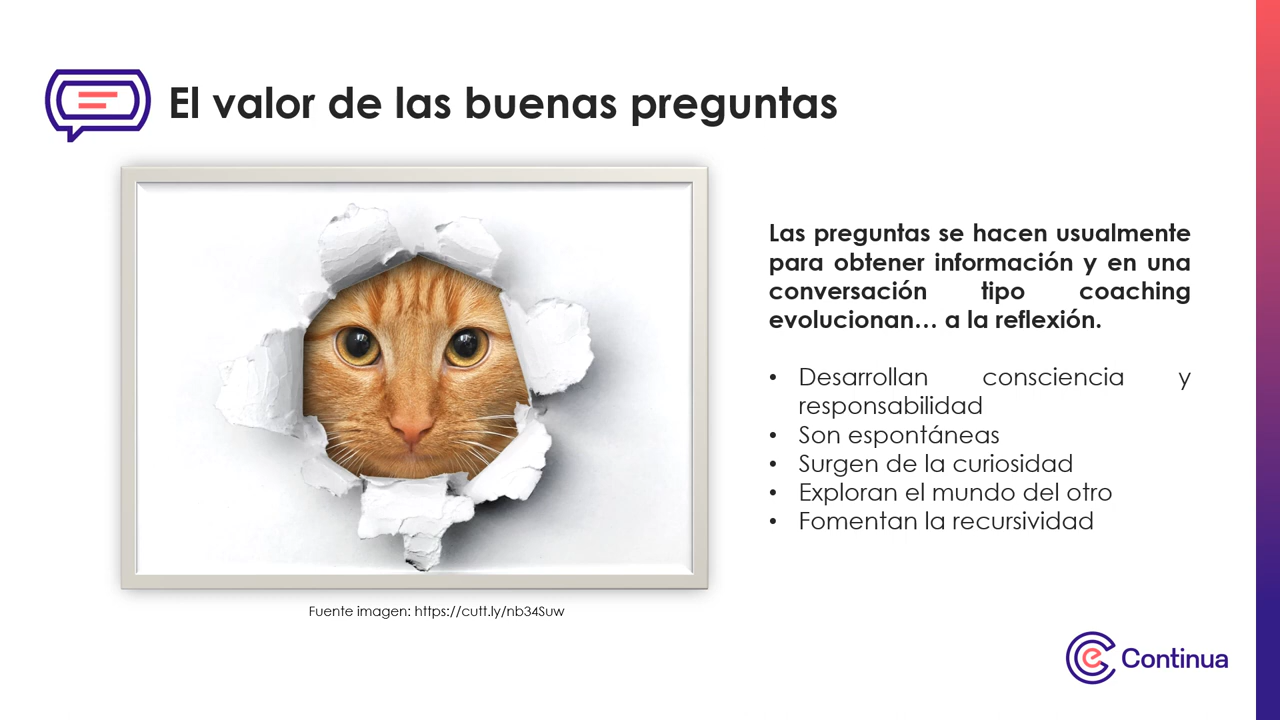 El valor de las buenas preguntas
Las preguntas se hacen usualmente
para obtener información y en una
conversación tipo coaching
evolucionan… a la reflexión.
• Desarrollan consciencia y
responsabilidad
• Son espontáneas
• Surgen de la curiosidad
• Exploran el mundo del otro
• Fomentan la recursividad
Fuente imagen: https://cutt.ly/nb34Suw
e Continua